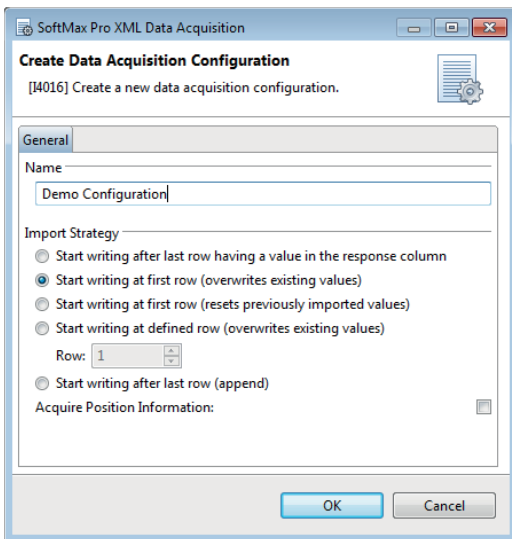 SoftMax Pro XML Data Acquisition
Create Data Acquisition Configuration
[I4016] Create a new data acquisition configuration.
General
Name
Demo Configuration
Import Strategy
Start writing after last row having a value in the response column
Start writing at first row (overwrites existing values)
Start writing at first row (resets previously imported values)
Start writing at defined row (overwrites existing values)
Row: 1
Start writing after last row (append)
Acquire Position Information:
OK Cancel